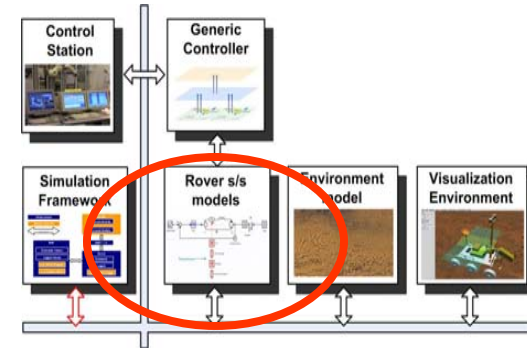 Control
Station
Generic
Controller
Simulation
Framework
Rover s/s
models
Environment
model
Visualization
Environment